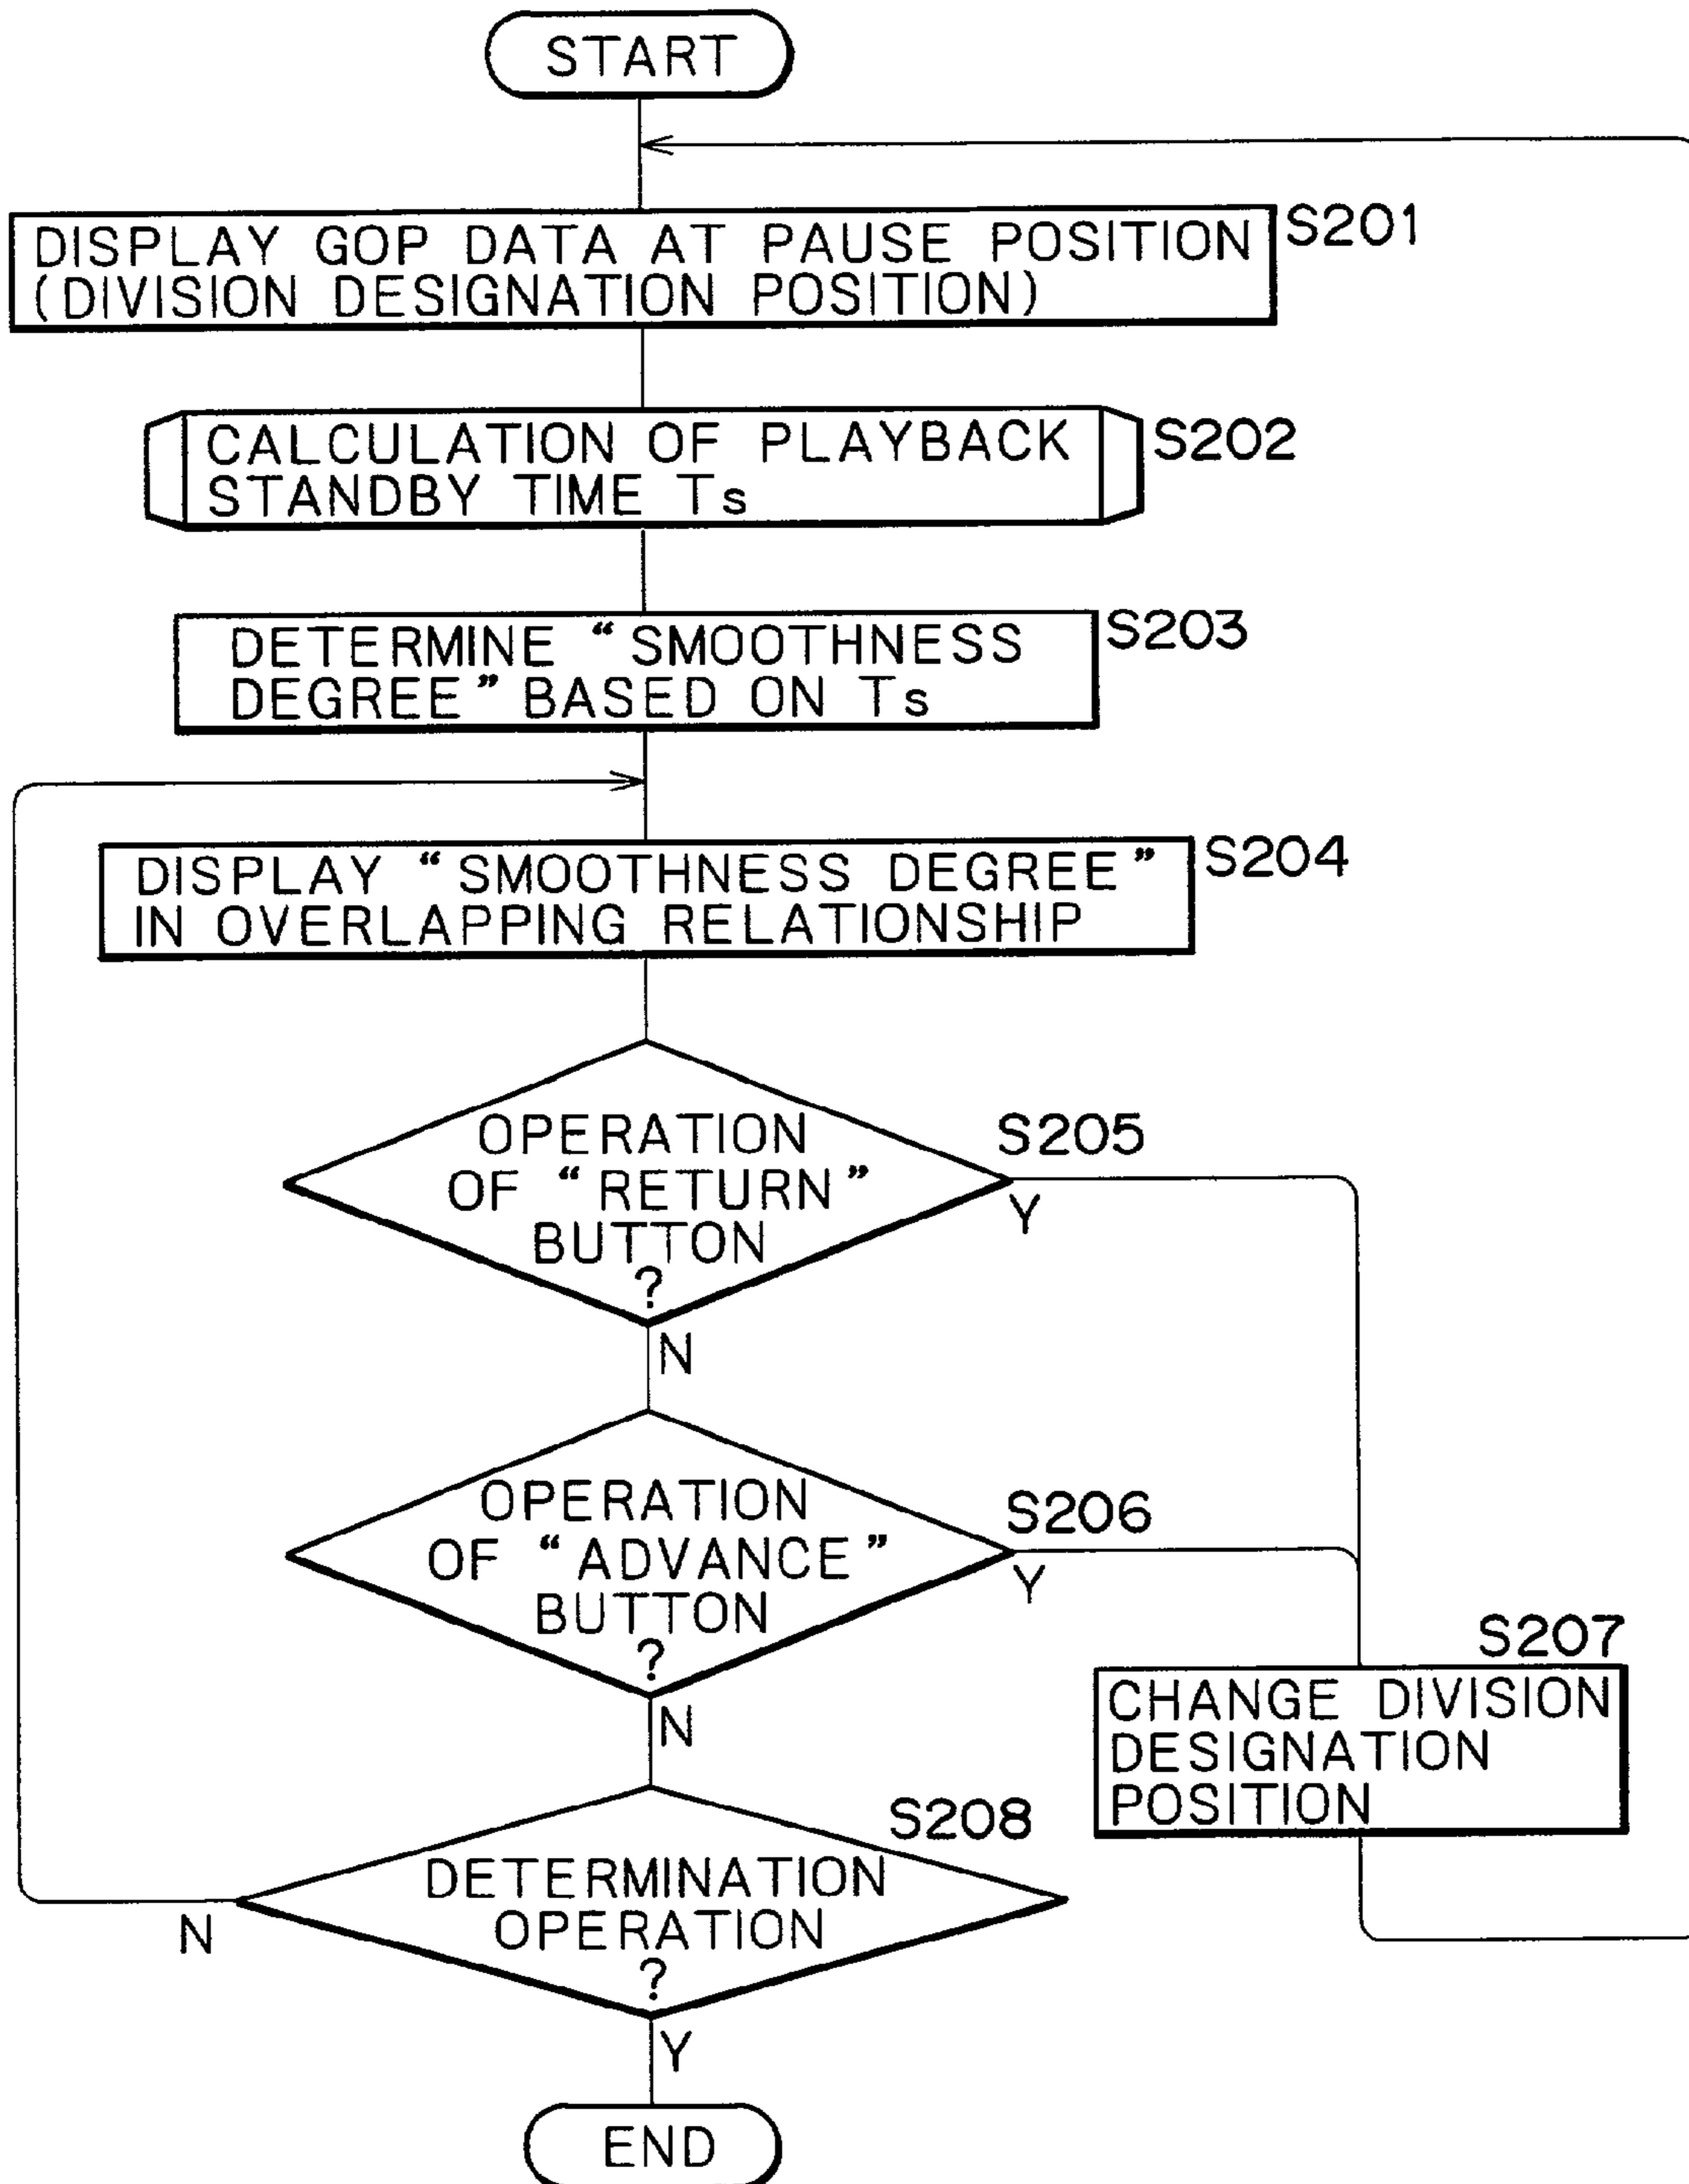 START
DISPLAY GOP DATA AT PAUSE POSITION
(DIVISION DESIGNATION POSITION)
S201
CALCULATION OF PLAYBACK
STANDBY TIME Ts
S202
DETERMINE “SMOOTHNESS
DEGREE” BASED ON Ts
S203
DISPLAY “SMOOTHNESS DEGREE”
IN OVERLAPPING RELATIONSHIP
S204
OPERATION
OF “RETURN”
BUTTON
?
S205
Y
N
OPERATION
OF “ADVANCE”
BUTTON
?
S206
Y
N
S207
CHANGE DIVISION
DESIGNATION
POSITION
S208
DETERMINATION
OPERATION
?
N
Y
END